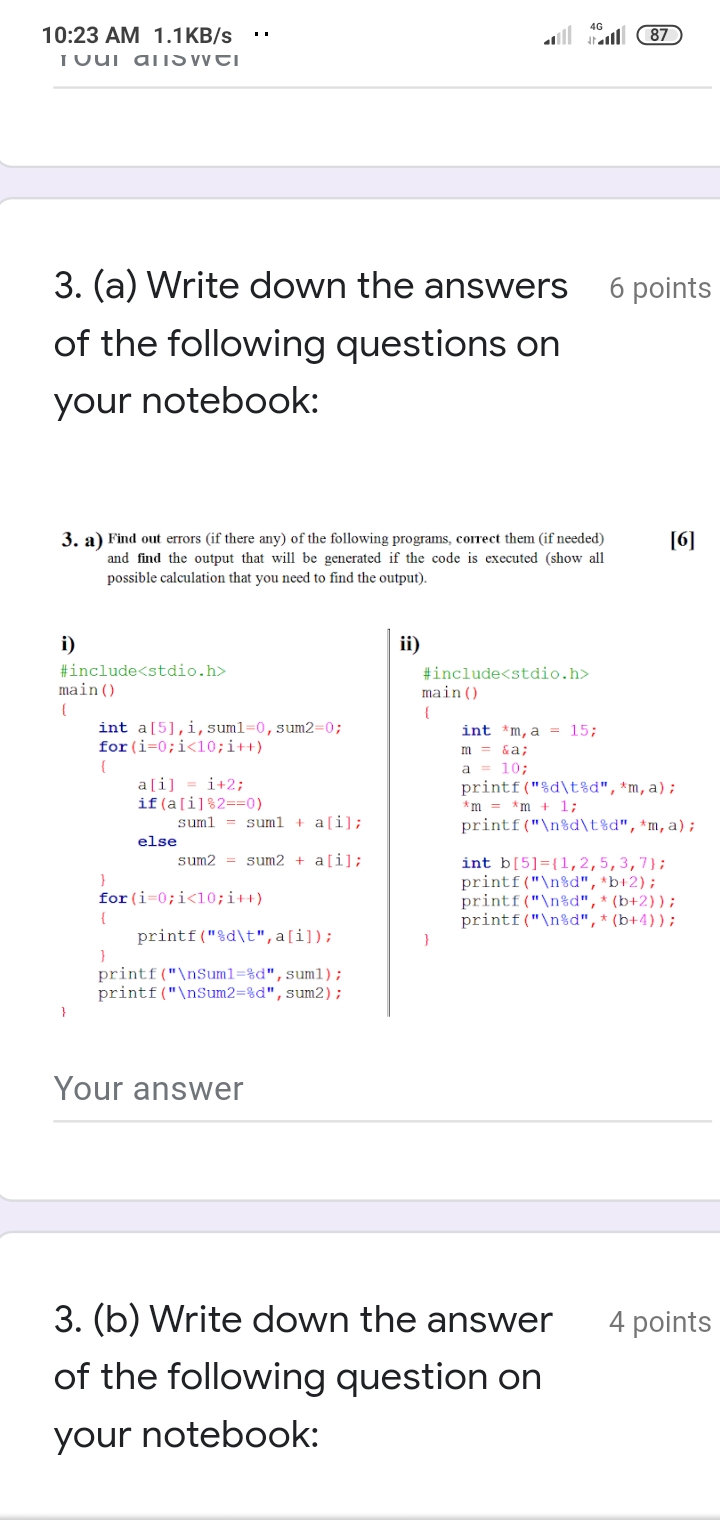 10:23 AM 1.1KB/s ··
4G
87
Your answer
3. (a) Write down the answers 6 points
of the following questions on
your notebook:
3. a) Find out errors (if there any) of the following programs, correct them (if needed) [6]
and find the output that will be generated if the code is executed (show all
possible calculation that you need to find the output).
i)
#include<stdio.h>
main()
{
int a[5],i,sum1=0,sum2=0;
for(i=0;i<10;i++)
{
a[i] = i+2;
if(a[i]%2==0)
sum1 = sum1 + a[i];
else
sum2 = sum2 + a[i];
}
for(i=0;i<10;i++)
{
printf("%d\t",a[i]);
}
printf("\nSum1=%d",sum1);
printf("\nSum2=%d",sum2);
}
ii)
#include<stdio.h>
main()
{
int *m,a = 15;
m = &a;
a = 10;
printf("%d\t%d",*m,a);
*m = *m + 1;
printf("\n%d\t%d",*m,a);
int b[5]={1,2,5,3,7};
printf("\n%d",*b+2);
printf("\n%d",*(b+2));
printf("\n%d",*(b+4));
}
Your answer
3. (b) Write down the answer 4 points
of the following question on
your notebook: